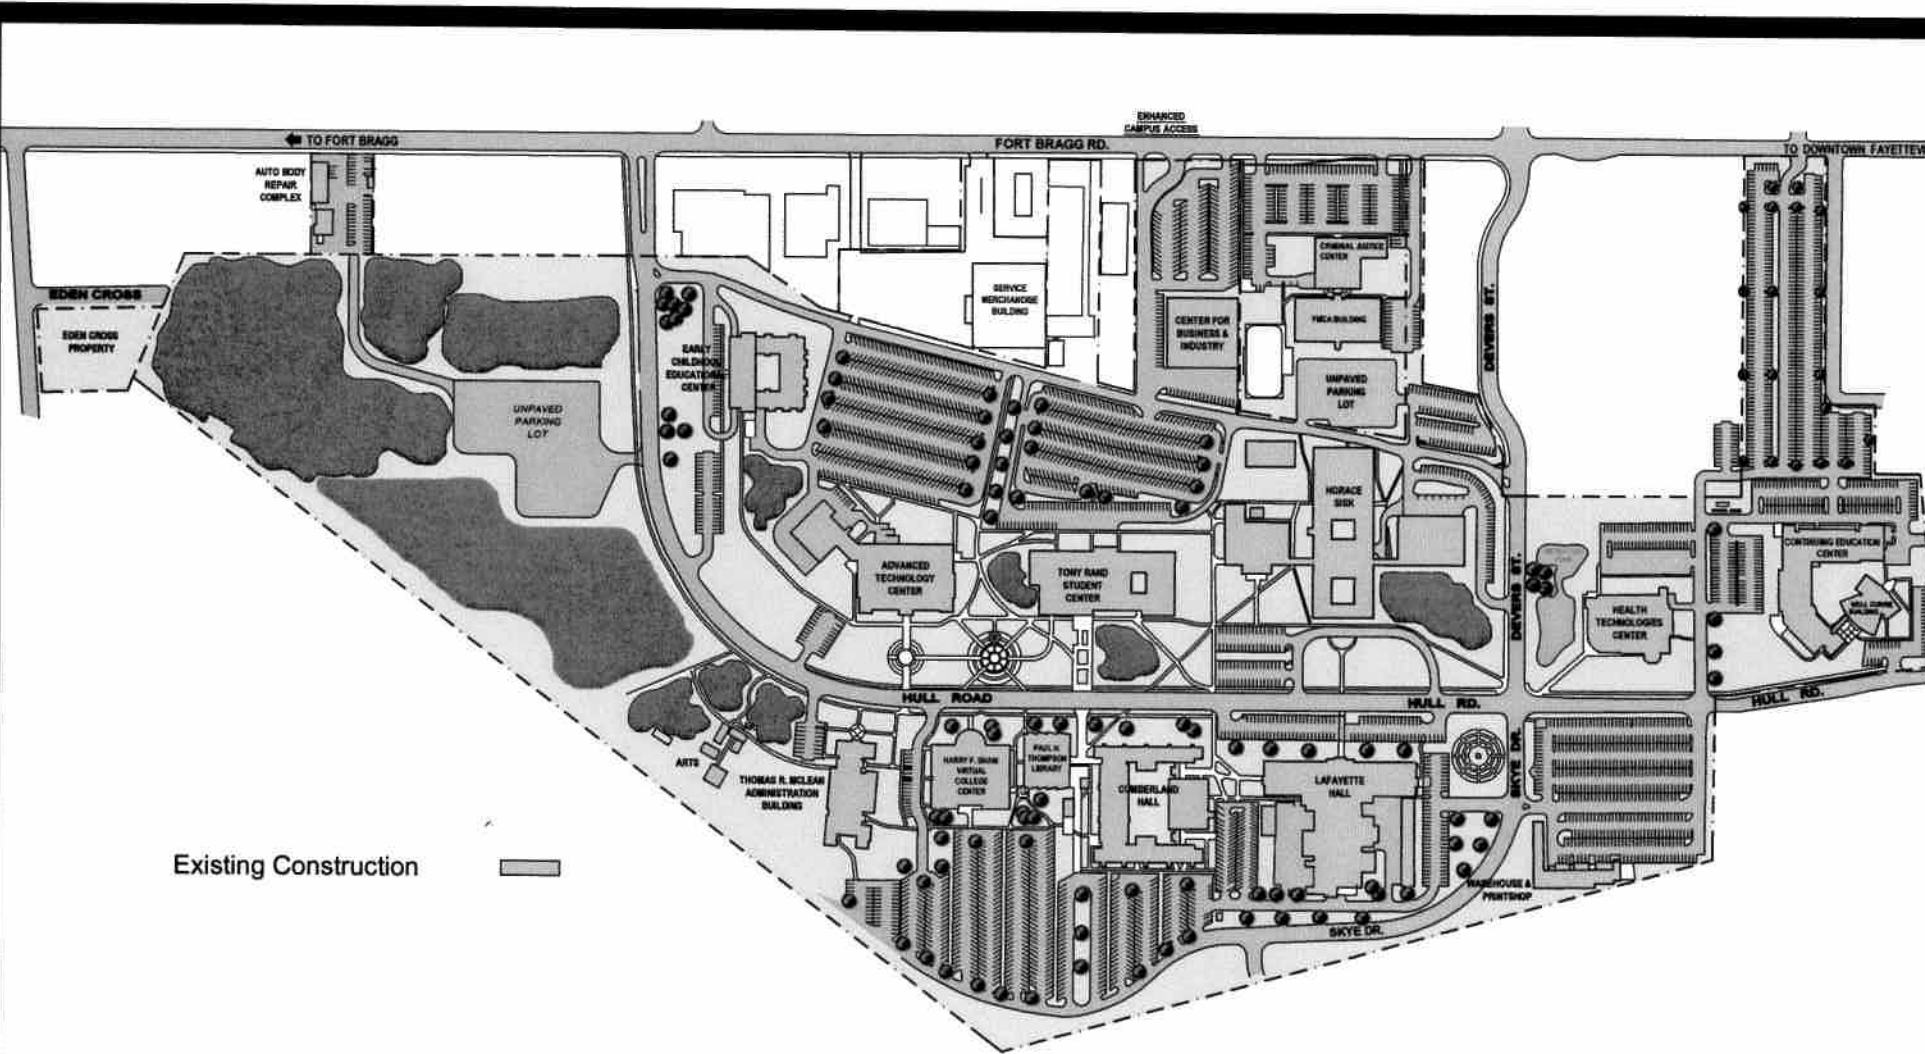 ENHANCED
CAMPUS ACCESS
TO FORT BRAGG
FORT BRAGG RD.
TO DOWNTOWN
AUTO BODY
REPAIR
COMPLEX
CRIMINAL JUSTICE
CENTER
EDEN CROSS
SERVICE
MERCHANDISE
BUILDING
DEVERS ST.
CENTER FOR
BUSINESS &
INDUSTRY
YMCA BUILDING
EDEN CROSS
PROPERTY
EARLY
CHILDHOOD
EDUCATIONAL
CENTER
UNPAVED
PARKING
LOT
UNPAVED
PARKING
LOT
HORACE
SISK
CONTINUING EDUCATION
CENTER
ADVANCED
TECHNOLOGY
CENTER
TONY RAND
STUDENT
CENTER
DEVERS ST.
HEALTH
TECHNOLOGIES
CENTER
BUILDING
HULL ROAD
HULL RD.
HULL RD.
ARTS
THOMAS R. MCLEAN
ADMINISTRATION
BUILDING
HARRY F. SHAW
VIRTUAL
COLLEGE
CENTER
PAUL H.
THOMPSON
LIBRARY
CUMBERLAND
HALL
LAFAYETTE
HALL
SKYE DR.
Existing Construction
WAREHOUSE &
PRINTSHOP
SKYE DR.